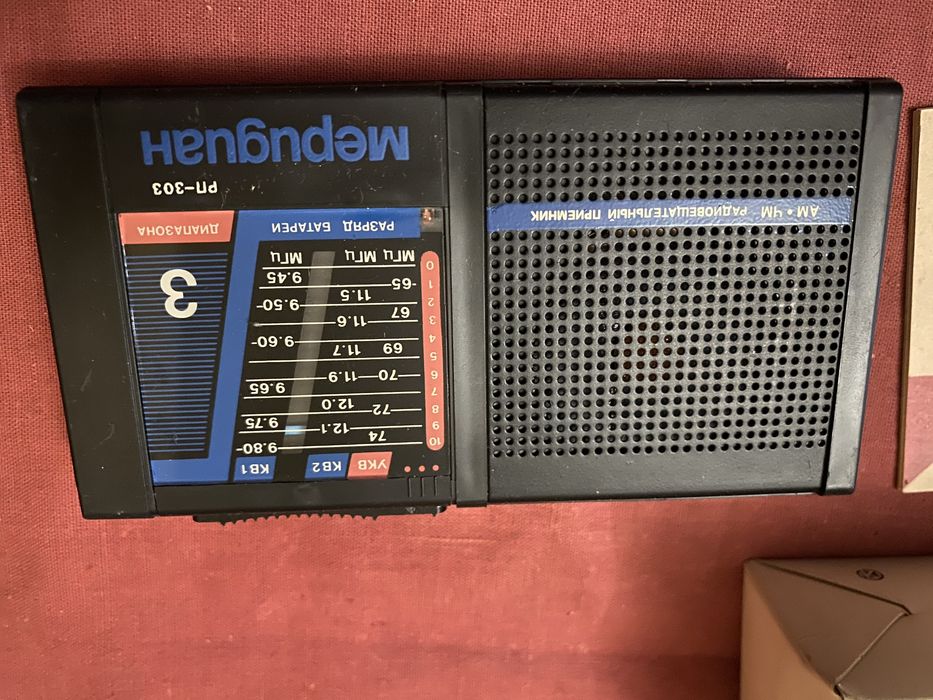 УКВ КВ2 КВ1
10 9.80
74
9 12.1 9.75
8 72 12.0
7 9.65
6 70 11.9
5 69 11.7
4 9.60
3 67 11.6
2 11.5 9.50
1 65 9.45
0 МГц МГц МГц
3
РАЗРЯД БАТАРЕИ ДИАПАЗОНА
АМ • ЧМ РАДИОВЕЩАТЕЛЬНЫЙ ПРИЕМНИК
РП-303
Меридиан